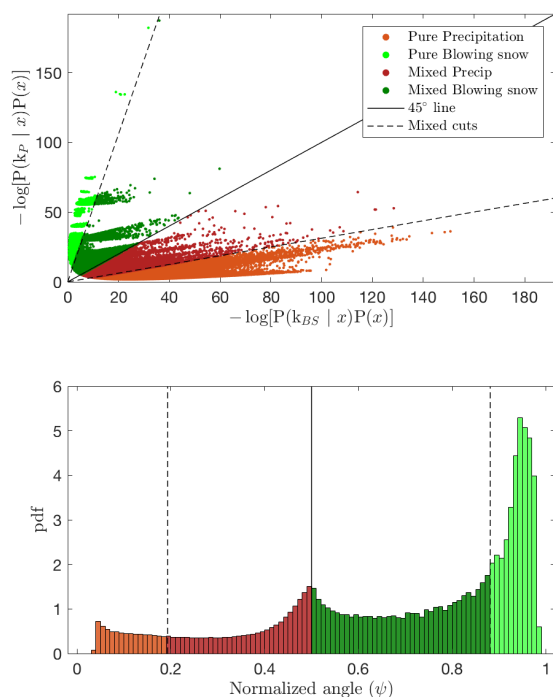 Pure Precipitation
Pure Blowing snow
Mixed Precip
Mixed Blowing snow
45° line
Mixed cuts
−log[P(k_P | x)P(x)]
150
100
50
0
0 20 40 60 80 100 120 140 160 180
−log[P(k_BS | x)P(x)]
pdf
6
5
4
3
2
1
0
0 0.2 0.4 0.6 0.8 1
Normalized angle (ψ)